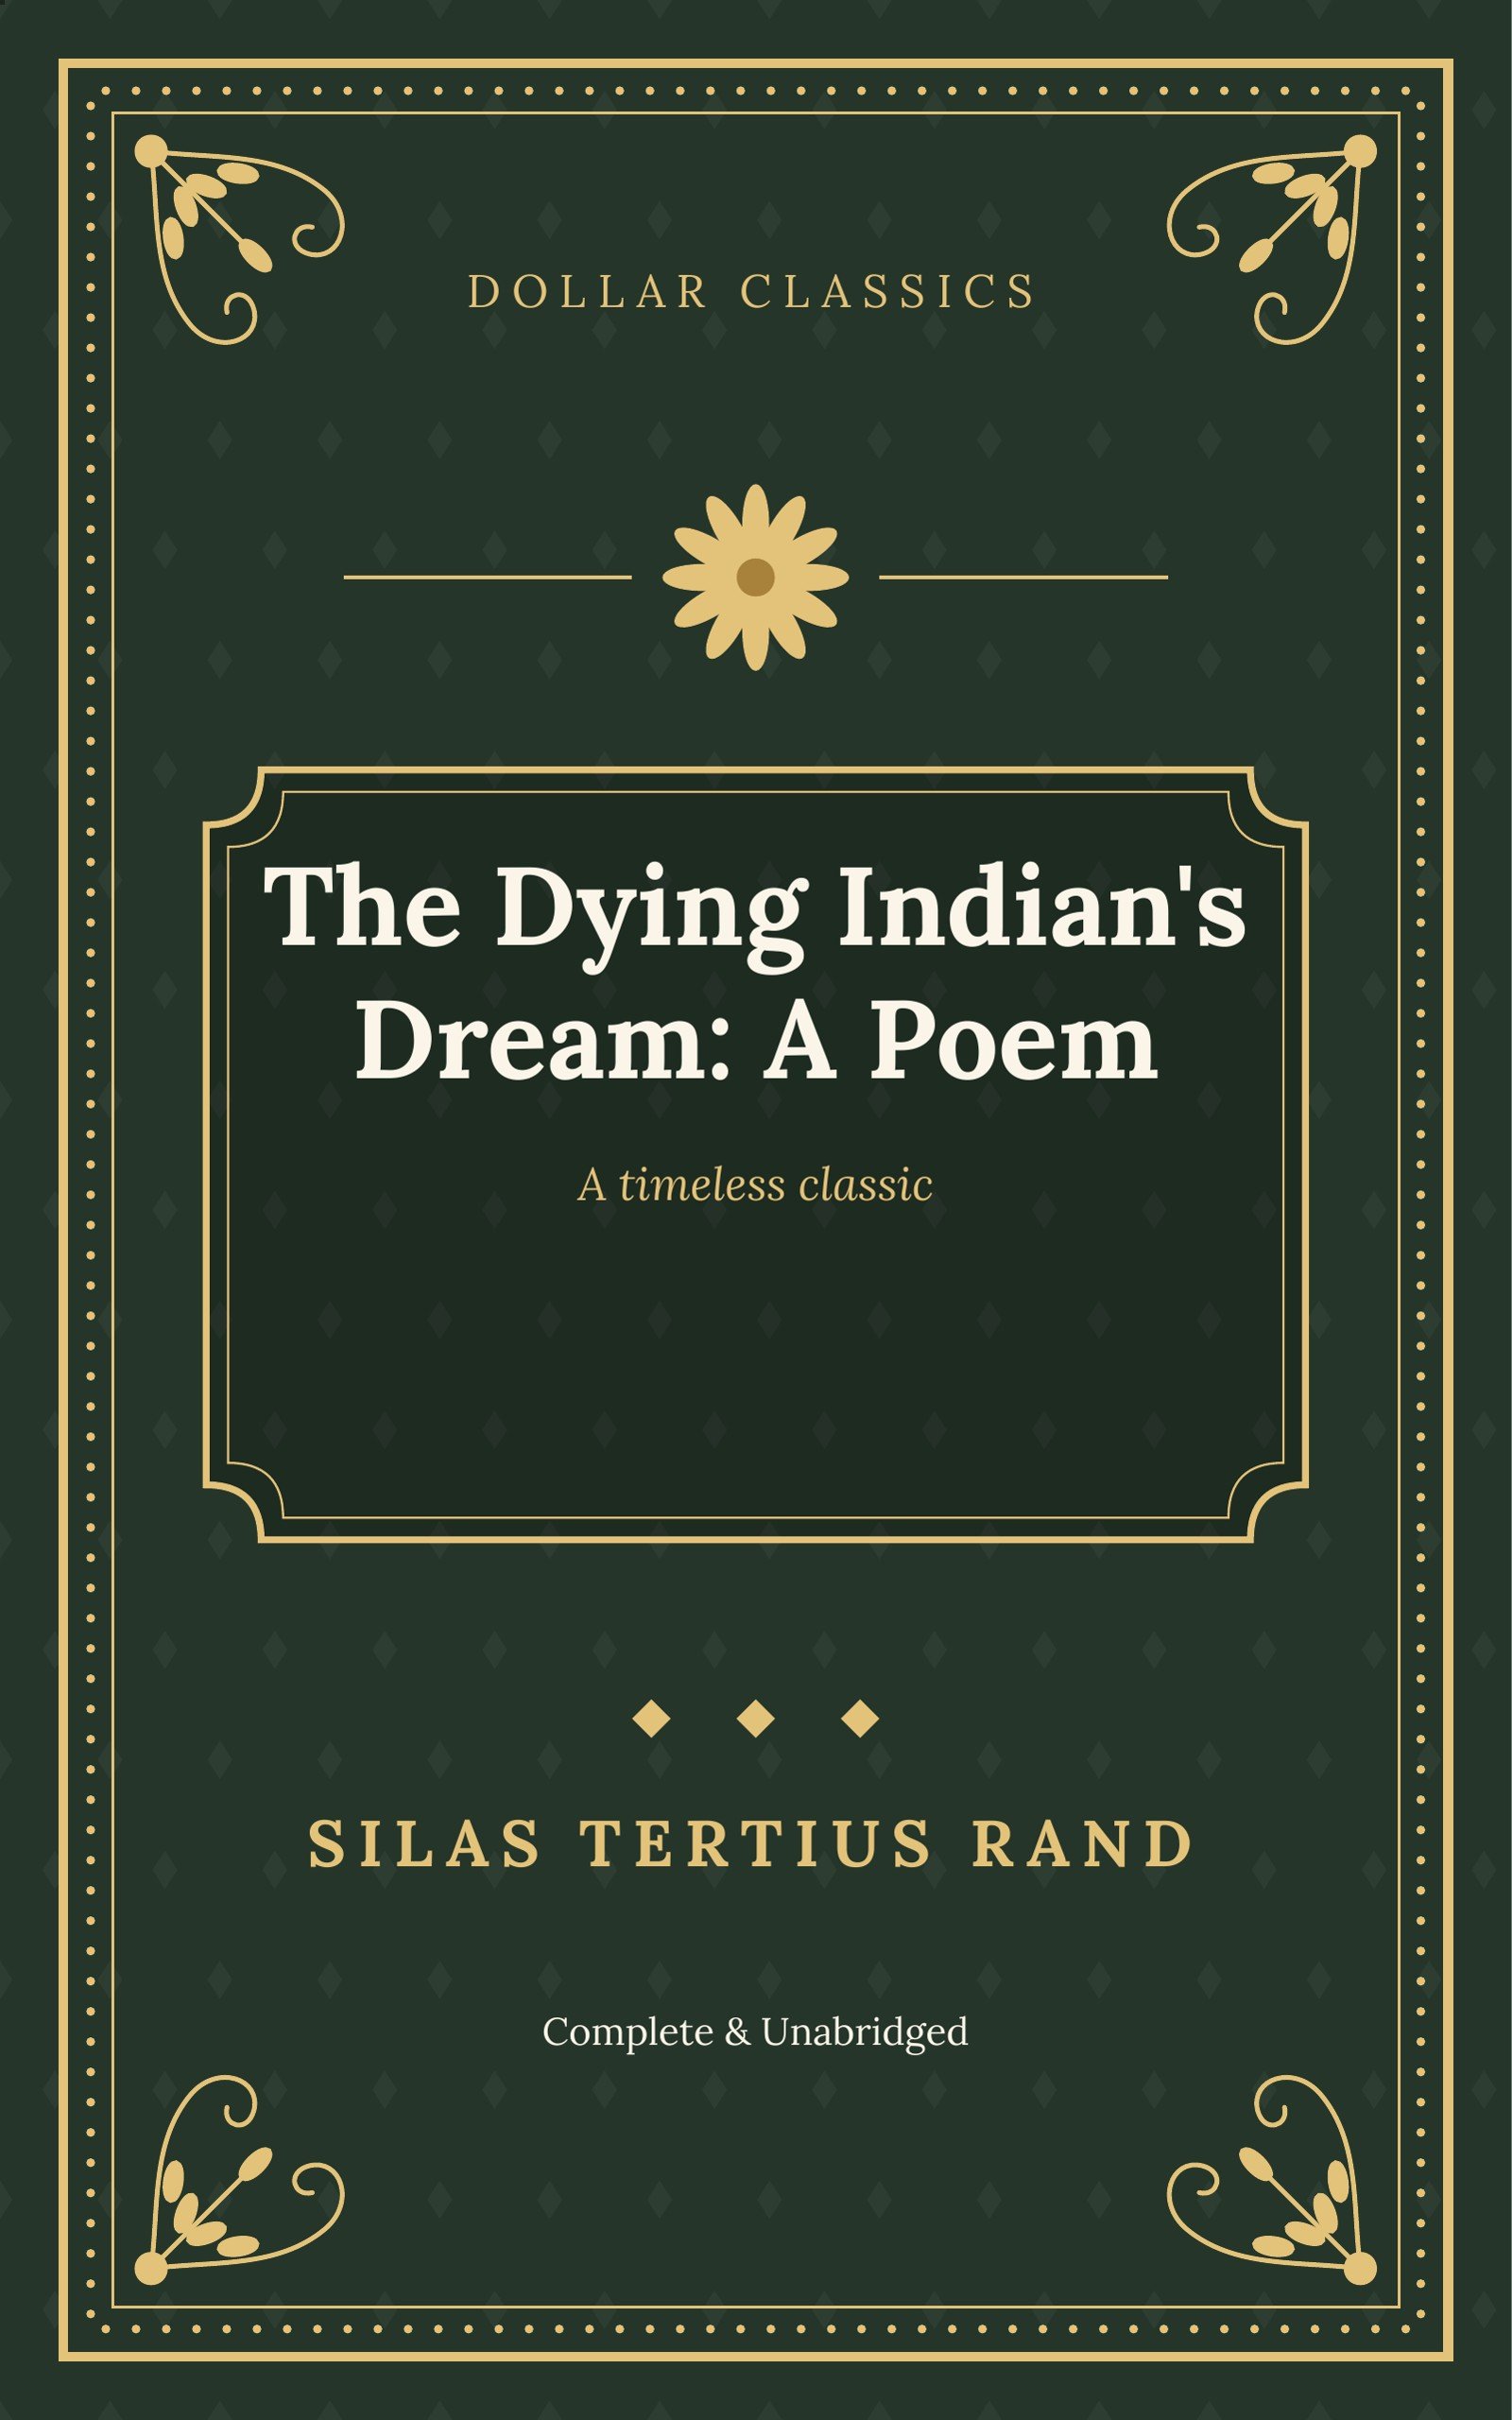 DOLLAR CLASSICS
The Dying Indian's
Dream: A Poem
A timeless classic
SILAS TERTIUS RAND
Complete & Unabridged